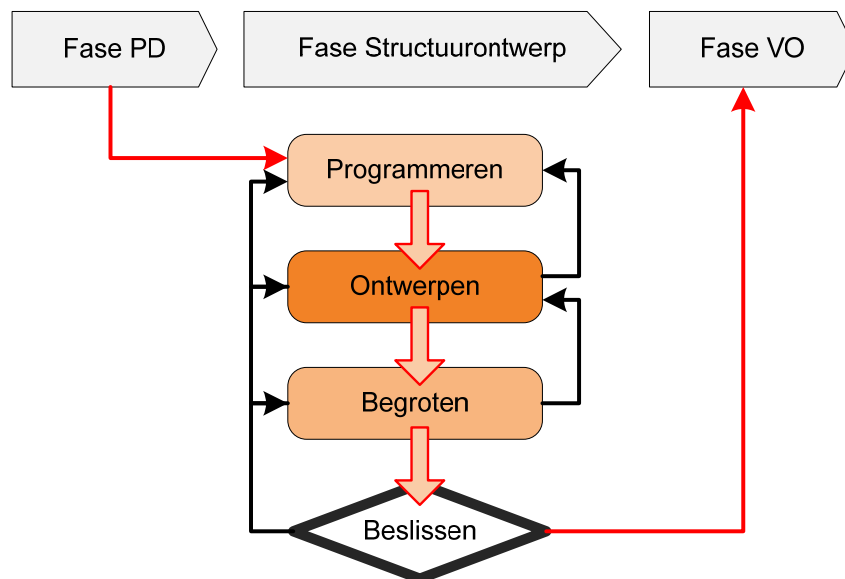 Fase PD
Fase Structuurontwerp
Fase VO
Programmeren
Ontwerpen
Begroten
Beslissen